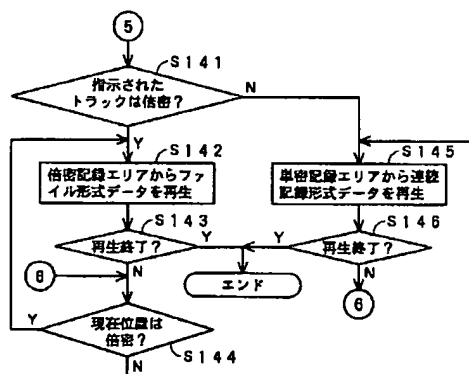 5
S141
指示された
トラックは倍密?
N
Y
S142
倍密記録エリアからファ
イル形式データを再生
S145
単密記録エリアから連続
記録形式データを再生
S143
再生終了?
Y
N
S146
再生終了?
Y
N
エンド
6
6
現在位置は
倍密?
Y
S144
N